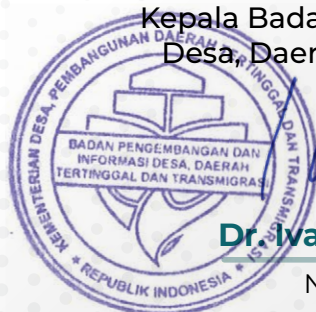 Kepala Bada
Desa, Daer
KEMENTERIAN DESA, PEMBANGUNAN DAERAH TERTINGGAL DAN TRANSMIGRASI
BADAN PENGEMBANGAN DAN
INFORMASI DESA, DAERAH
TERTINGGAL DAN TRANSMIGRASI
REPUBLIK INDONESIA
Dr. Iva
N